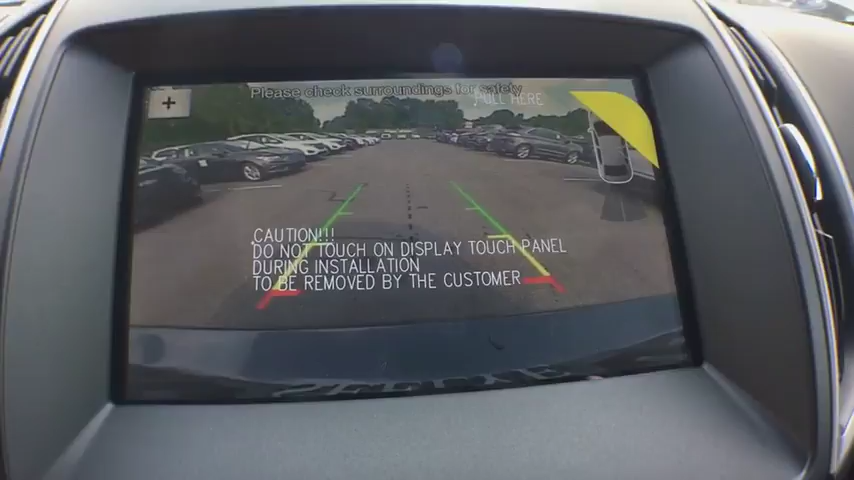 Please check surroundings for safety
PULL HERE
CAUTION!!!
DO NOT TOUCH ON DISPLAY TOUCH PANEL
DURING INSTALLATION
TO BE REMOVED BY THE CUSTOMER